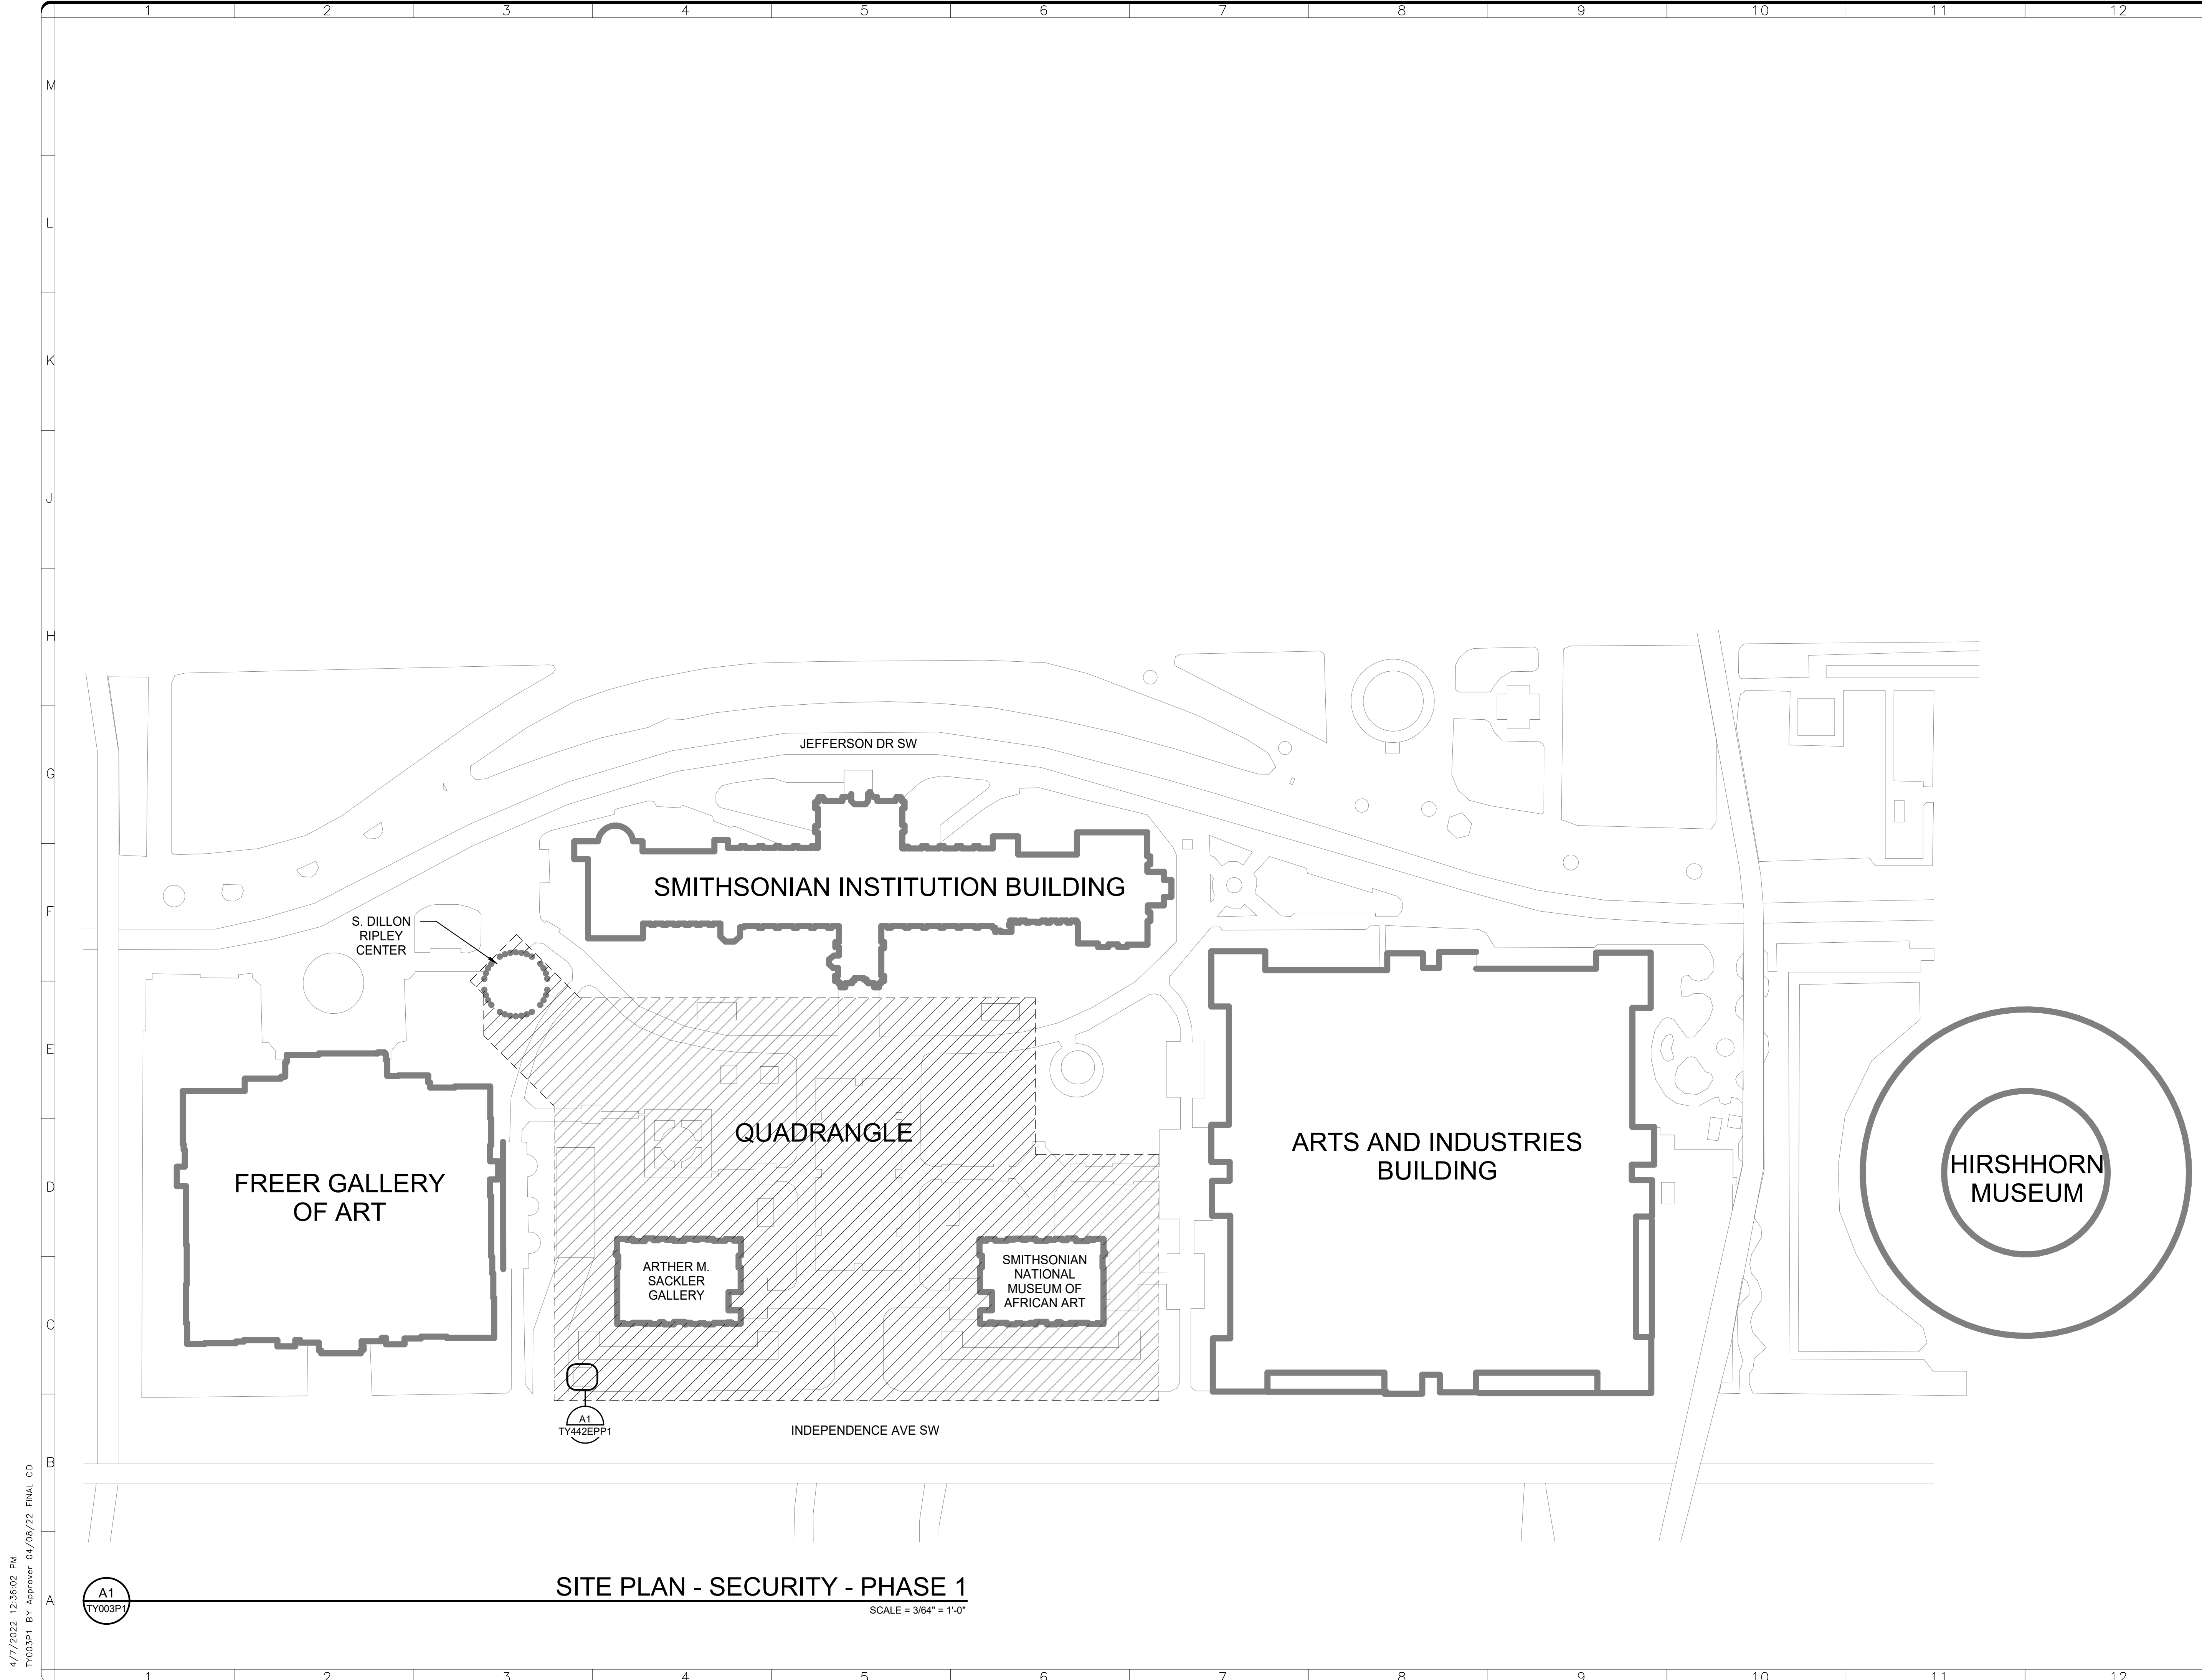 1 2 3 4 5 6 7 8 9 10 11 12
M
L
K
J
H
G
F
E
D
C
B
A
JEFFERSON DR SW
SMITHSONIAN INSTITUTION BUILDING
S. DILLON
RIPLEY
CENTER
QUADRANGLE
FREER GALLERY
OF ART
ARTS AND INDUSTRIES
BUILDING
HIRSHHORN
MUSEUM
ARTHER M.
SACKLER
GALLERY
SMITHSONIAN
NATIONAL
MUSEUM OF
AFRICAN ART
A1
TY442EPP1
INDEPENDENCE AVE SW
A1
TY003P1
SITE PLAN - SECURITY - PHASE 1
SCALE = 3/64" = 1'-0"
4/7/2022 12:36:02 PM
TY003P1 BY Approver 04/08/22 FINAL CD
1 2 3 4 5 6 7 8 9 10 11 12